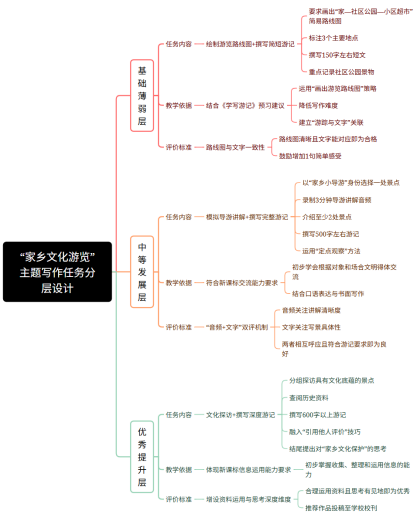 “家乡文化游览”
主题写作任务分
层设计
基础薄弱层
任务内容
绘制游览路线图+撰写简短游记
要求画出“家—社区公园—小区超市”
简易路线图
标注3个主要地点
撰写150字左右短文
重点记录社区公园景物
教学依据
结合《学写游记》预习建议
运用“画出游览路线图”策略
降低写作难度
建立“游踪与文字”关联
评价标准
路线图与文字一致性
路线图清晰且文字能对应即为合格
鼓励增加1句简单感受
中等发展层
任务内容
模拟导游讲解+撰写完整游记
以“家乡小导游”身份选择一处景点
录制3分钟导游讲解音频
介绍至少2处景点
撰写500字左右游记
运用“定点观察”方法
教学依据
符合新课标交流能力要求
初步学会根据对象和场合文明得体交
流
结合口语表达与书面写作
评价标准
“音频+文字”双评机制
音频关注讲解清晰度
文字关注写景具体性
两者相互呼应且符合游记要求即为良
好
优秀提升层
任务内容
文化探访+撰写深度游记
分组探访具有文化底蕴的景点
查阅历史资料
撰写600字以上游记
融入“引用他人评价”技巧
结尾提出对“家乡文化保护”的思考
教学依据
体现新课标信息运用能力要求
初步掌握收集、整理和运用信息的能
力
评价标准
增设资料运用与思考深度维度
合理运用资料且思考有见地即为优秀
推荐作品投稿至学校校刊